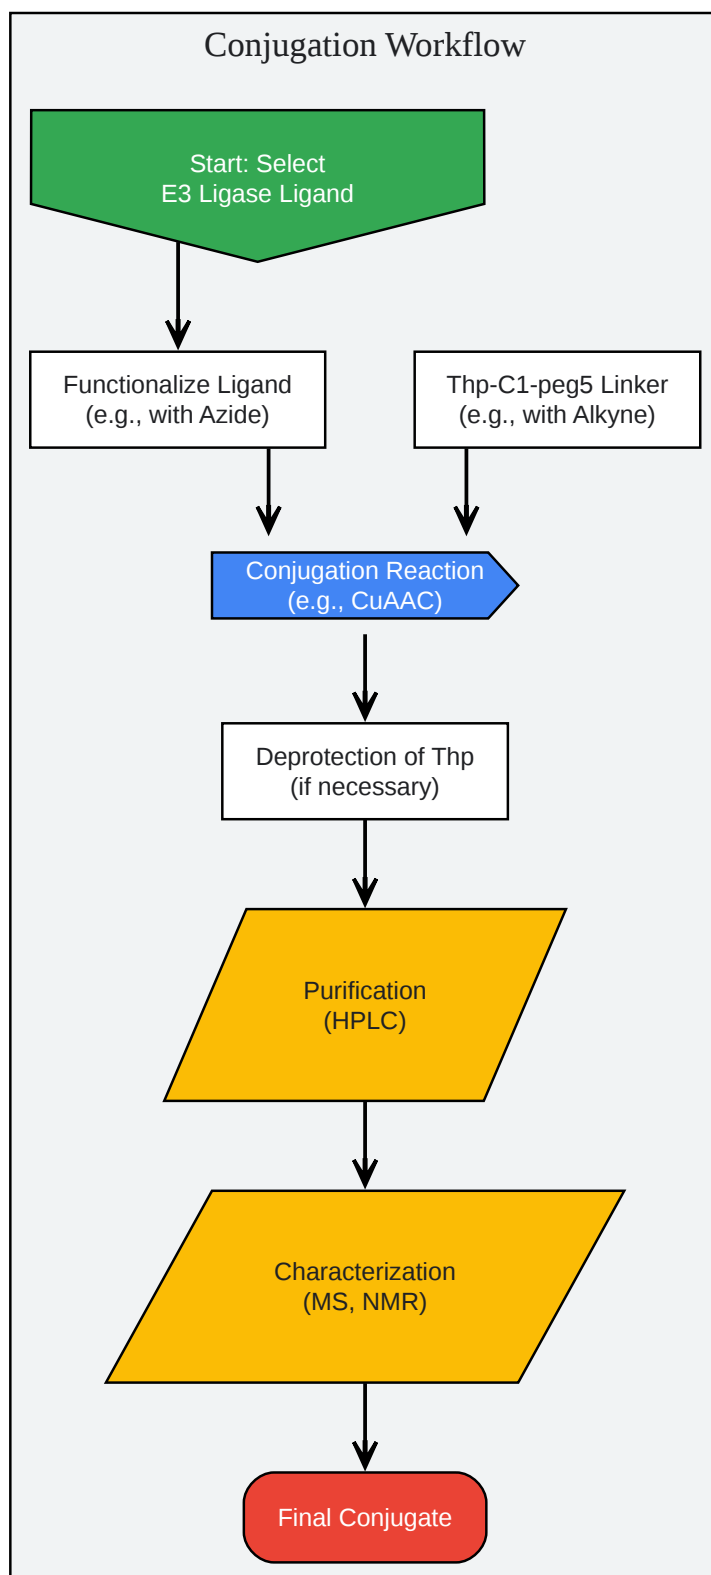 Conjugation Workflow
Start: Select
E3 Ligase Ligand
Functionalize Ligand
(e.g., with Azide)
Thp-C1-peg5 Linker
(e.g., with Alkyne)
Conjugation Reaction
(e.g., CuAAC)
Deprotection of Thp
(if necessary)
Purification
(HPLC)
Characterization
(MS, NMR)
Final Conjugate